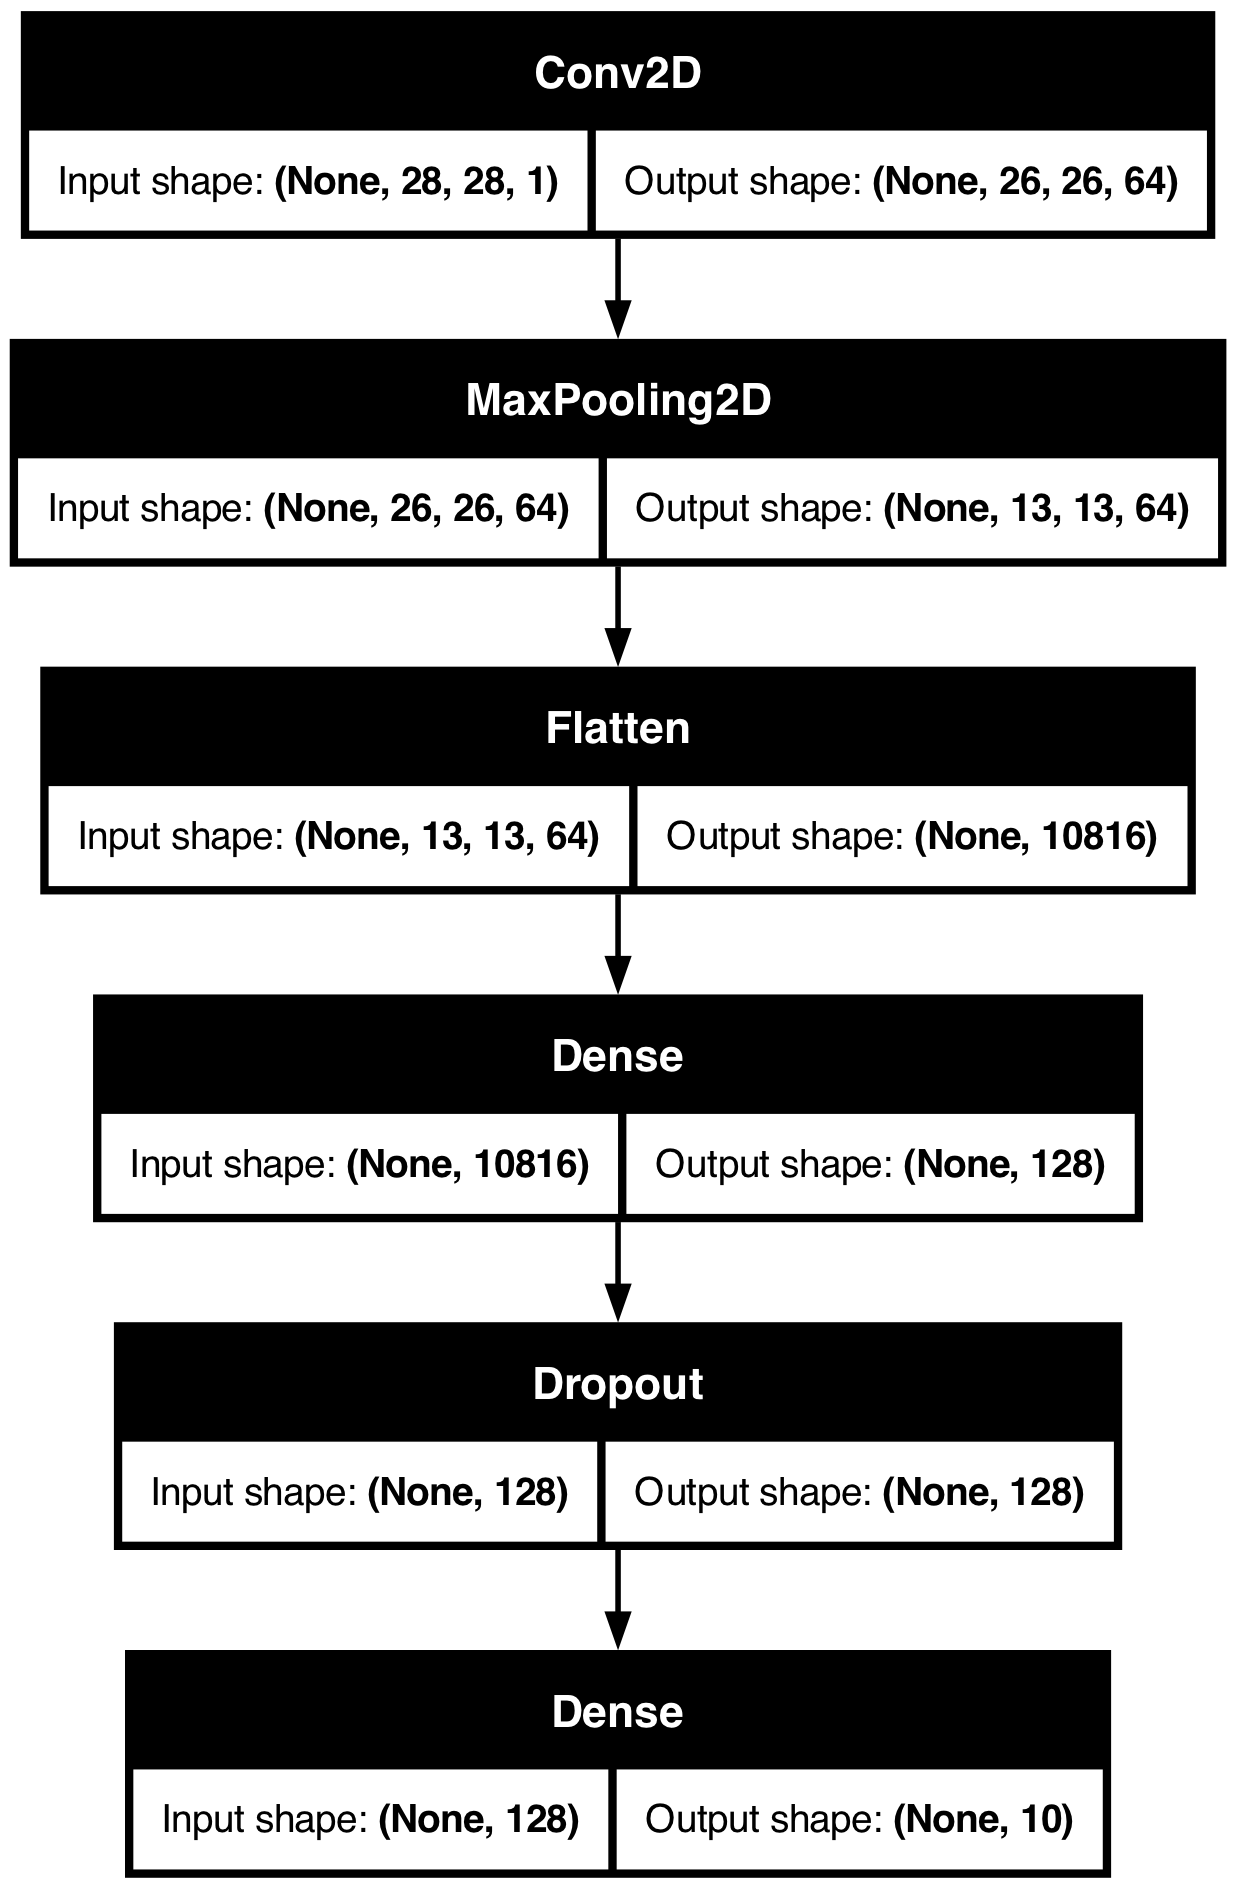 Conv2D
Input shape: (None, 28, 28, 1) Output shape: (None, 26, 26, 64)
MaxPooling2D
Input shape: (None, 26, 26, 64) Output shape: (None, 13, 13, 64)
Flatten
Input shape: (None, 13, 13, 64) Output shape: (None, 10816)
Dense
Input shape: (None, 10816) Output shape: (None, 128)
Dropout
Input shape: (None, 128) Output shape: (None, 128)
Dense
Input shape: (None, 128) Output shape: (None, 10)